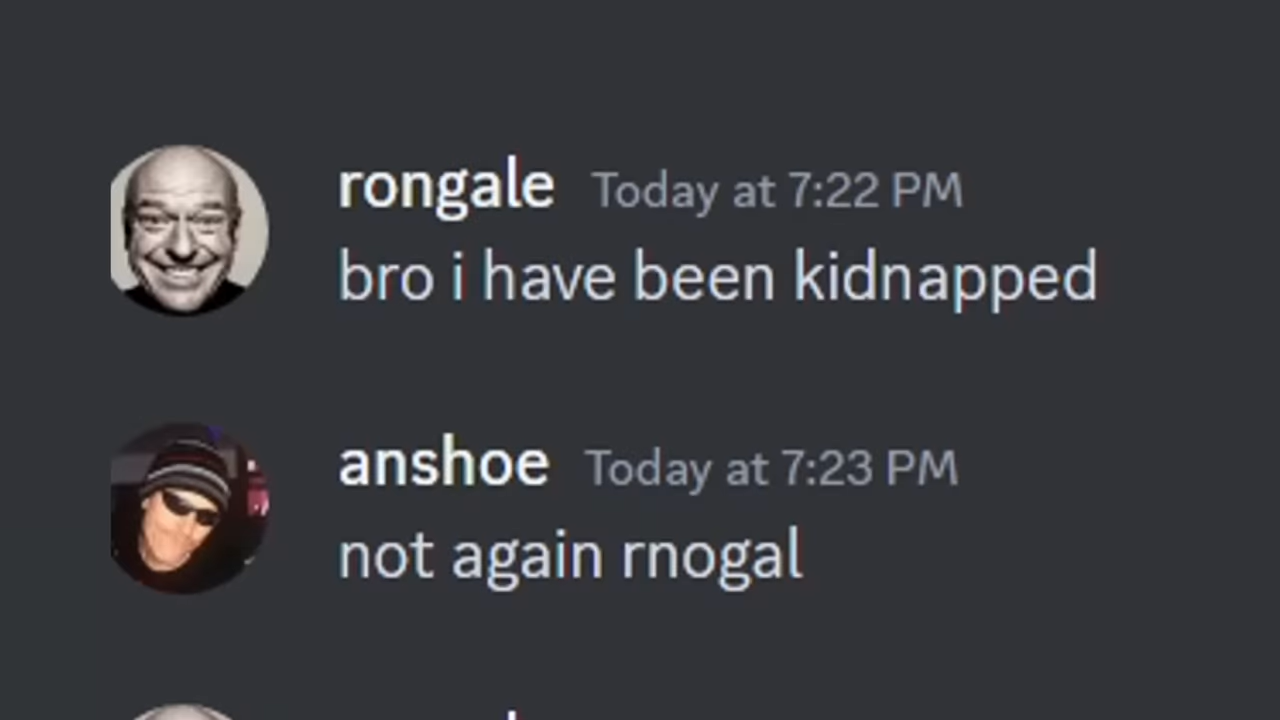 rongale Today at 7:22 PM
bro i have been kidnapped
anshoe Today at 7:23 PM
not again rnogal